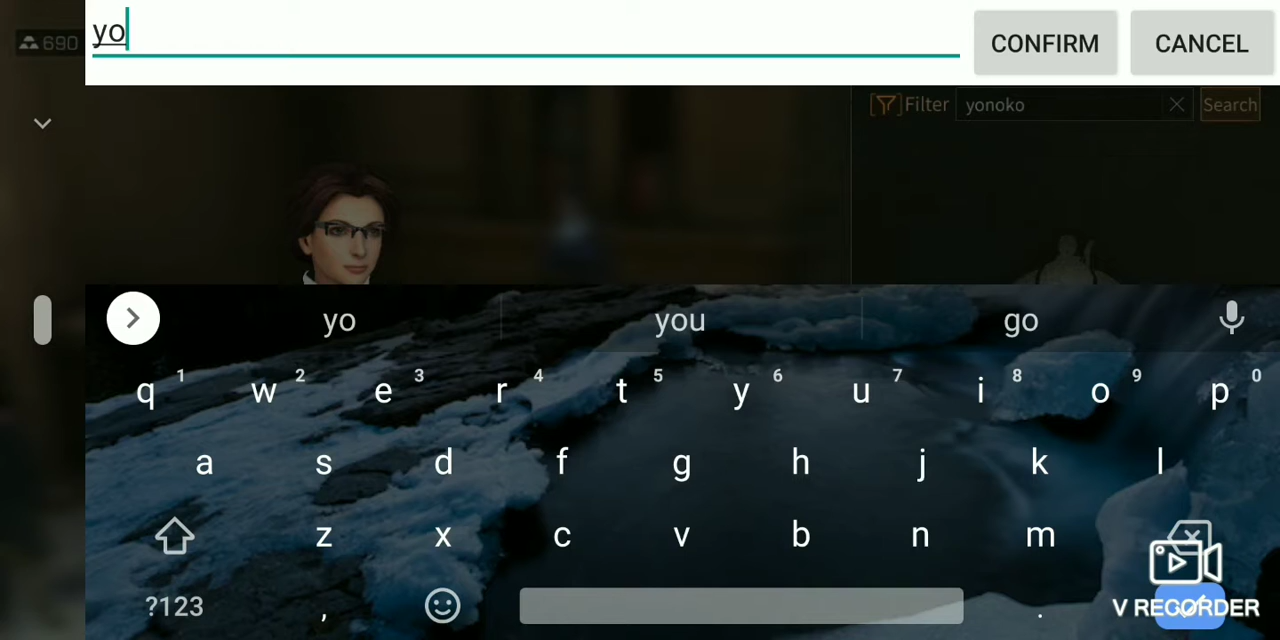 yo
CONFIRM
CANCEL
690
Filter
yonoko
Search
yo
you
go
q 1 w 2 e 3 r 4 t 5 y 6 u 7 i 8 o 9 p 0
a s d f g h j k l
z x c v b n m
?123 , .
V RECORDER